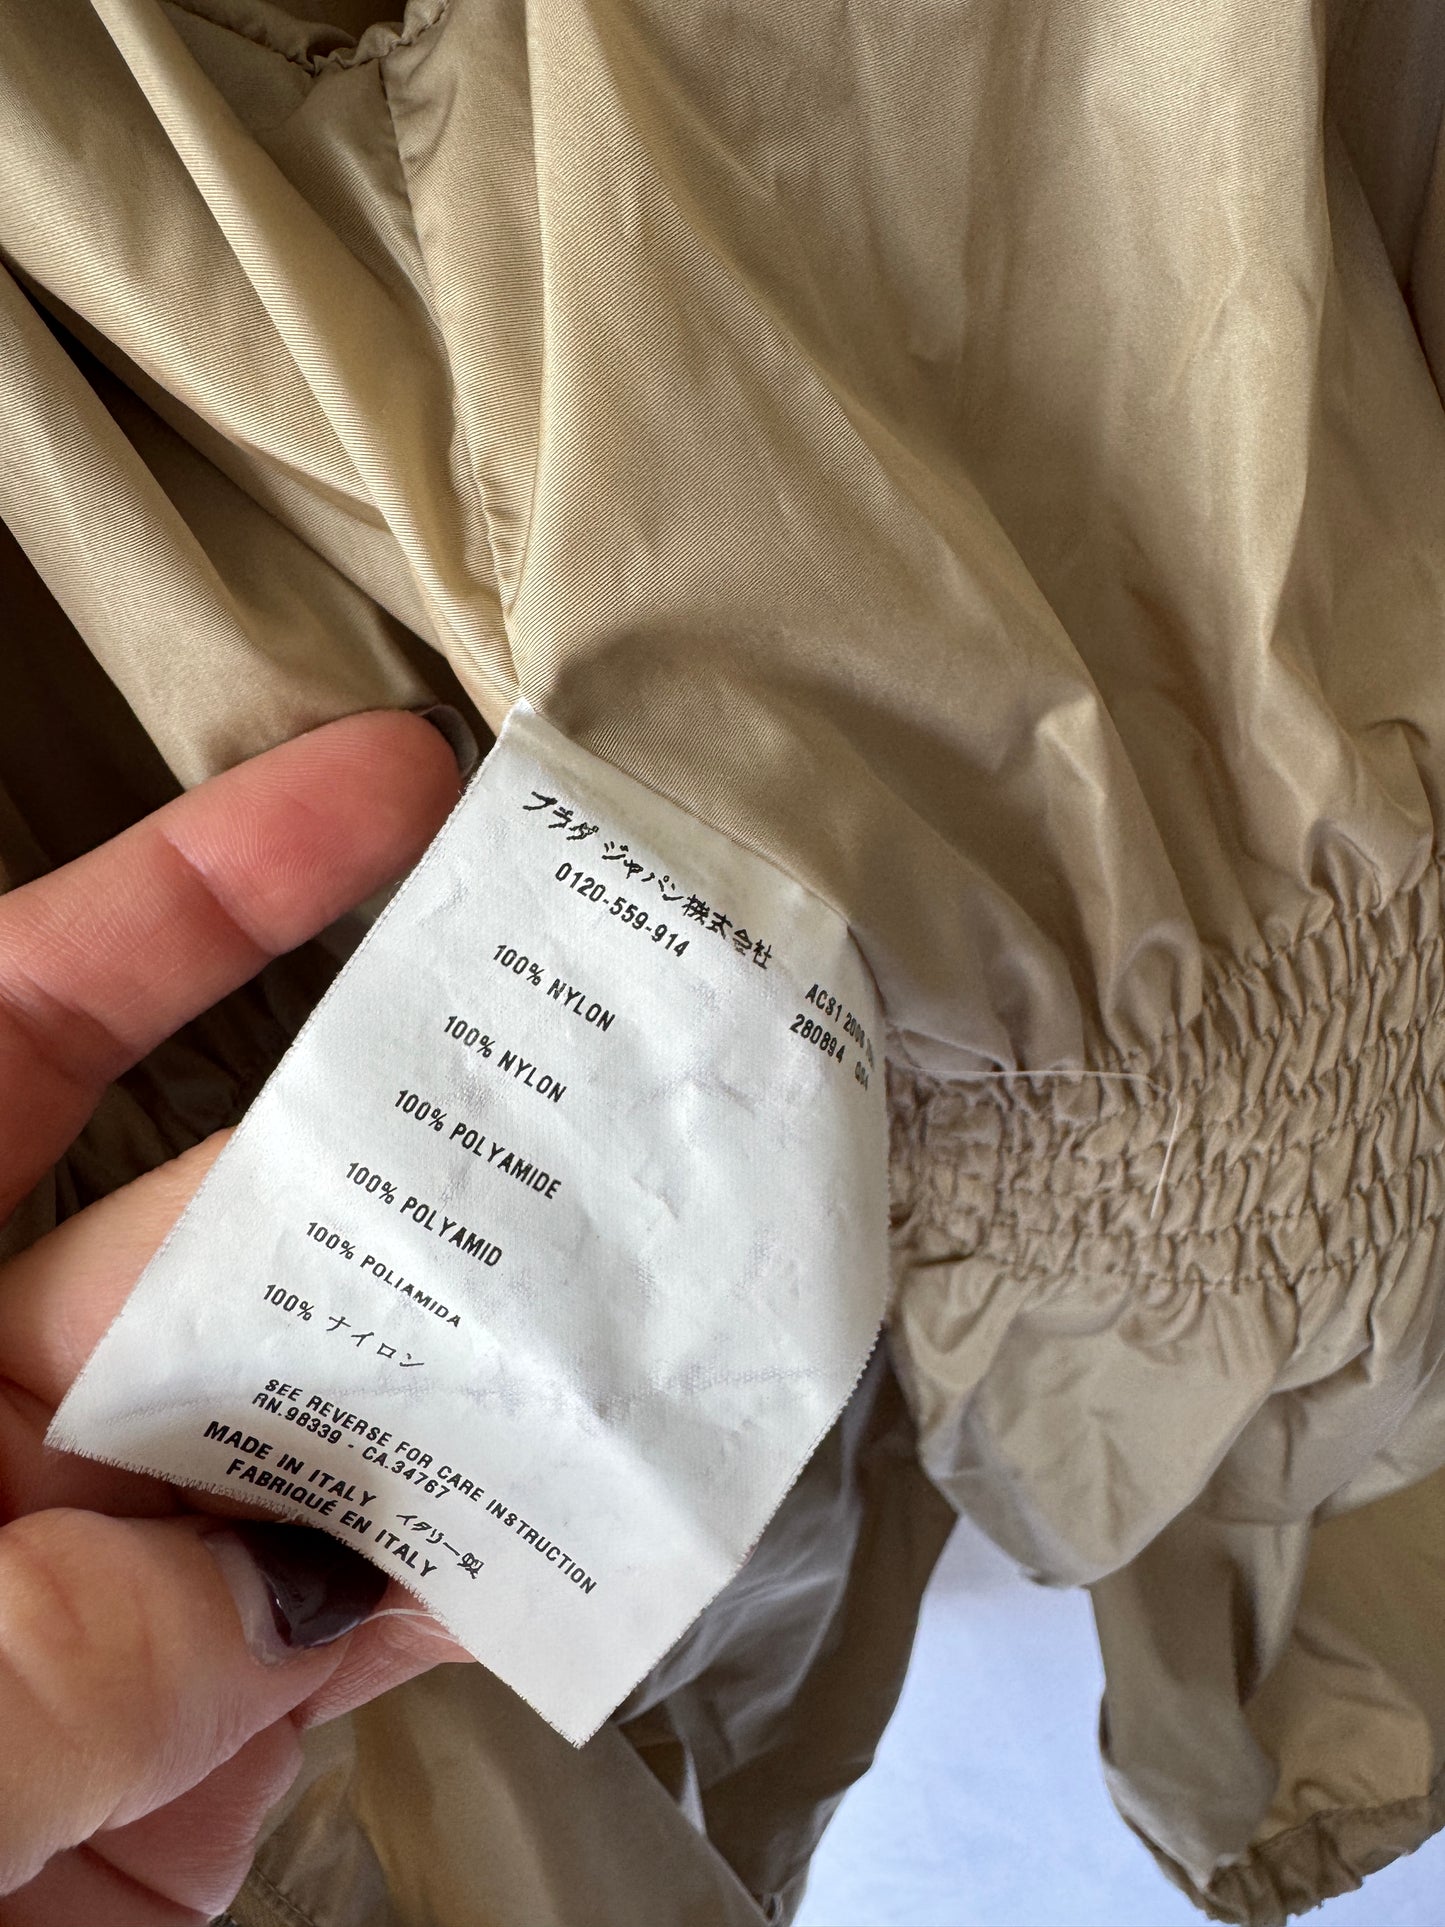 プラダ ジャパン株式会社
0120-559-914
100% NYLON
100% NYLON
100% POLYAMIDE
100% POLYAMID
100% POLIAMIDA
100% ナイロン
SEE REVERSE FOR CARE INSTRUCTION
RN.98339 - CA.34767
MADE IN ITALY イタリー製
FABRIQUÉ EN ITALY
280894